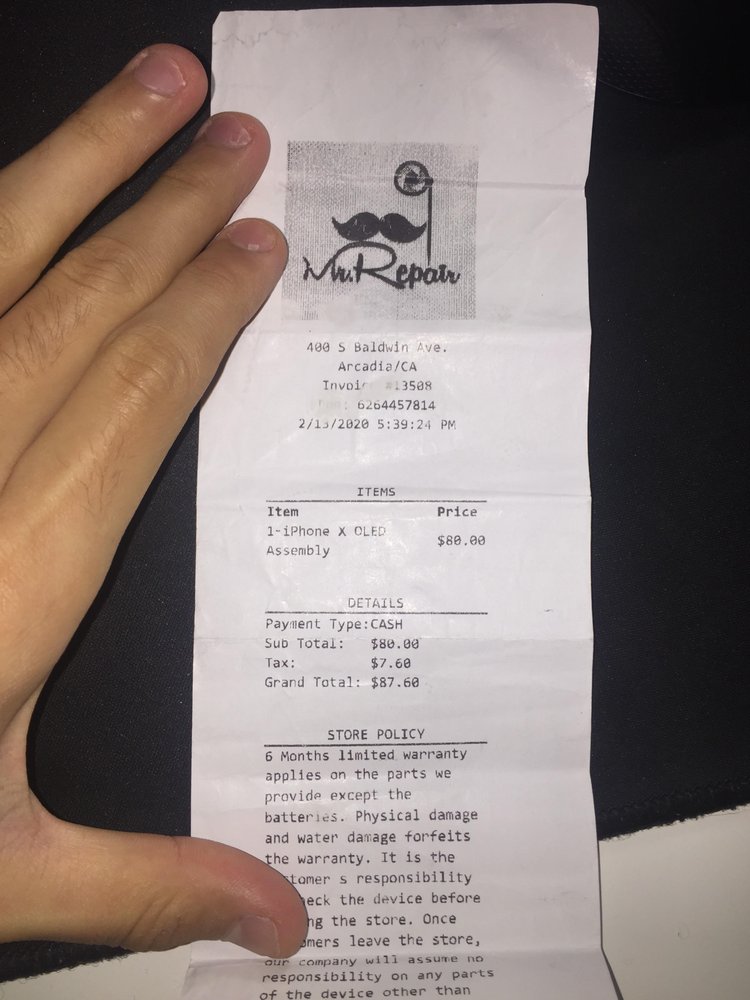 Mr. Repair
400 S Baldwin Ave.
Arcadia/CA
#13508
6264457814
2/13/2020 5:39:24 PM
ITEMS
Item Price
1-iPhone X OLED
Assembly $80.00
DETAILS
Payment Type:CASH
Sub Total: $80.00
Tax: $7.60
Grand Total: $87.60
STORE POLICY
6 Months limited warranty
applies on the parts we
provide except the
batteries. Physical damage
and water damage forfeits
the warranty. It is the
s responsibility
the device before
the store. Once
leave the store,
our company will assume no
responsibility on any parts
of the device other than